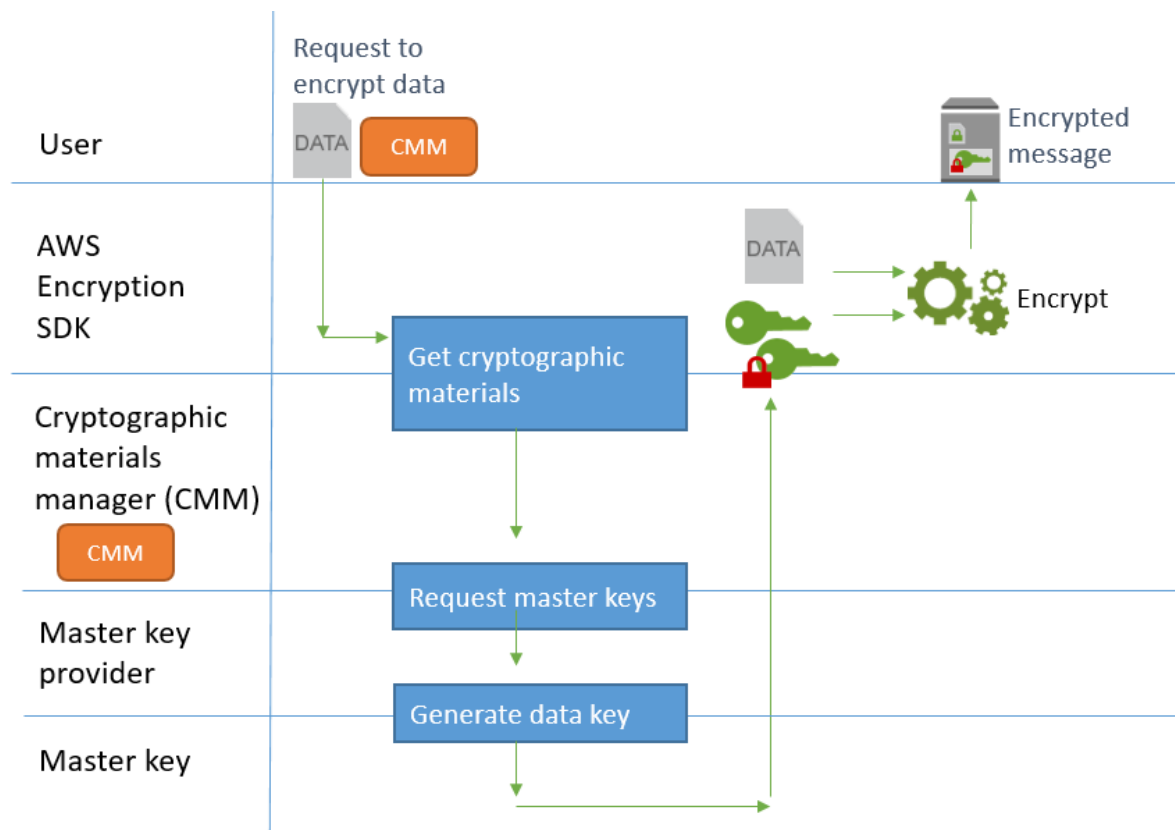 Request to
encrypt data
User
DATA
CMM
Encrypted
message
AWS
Encryption
SDK
DATA
Encrypt
Get cryptographic
materials
Cryptographic
materials
manager (CMM)
CMM
Request master keys
Master key
provider
Generate data key
Master key